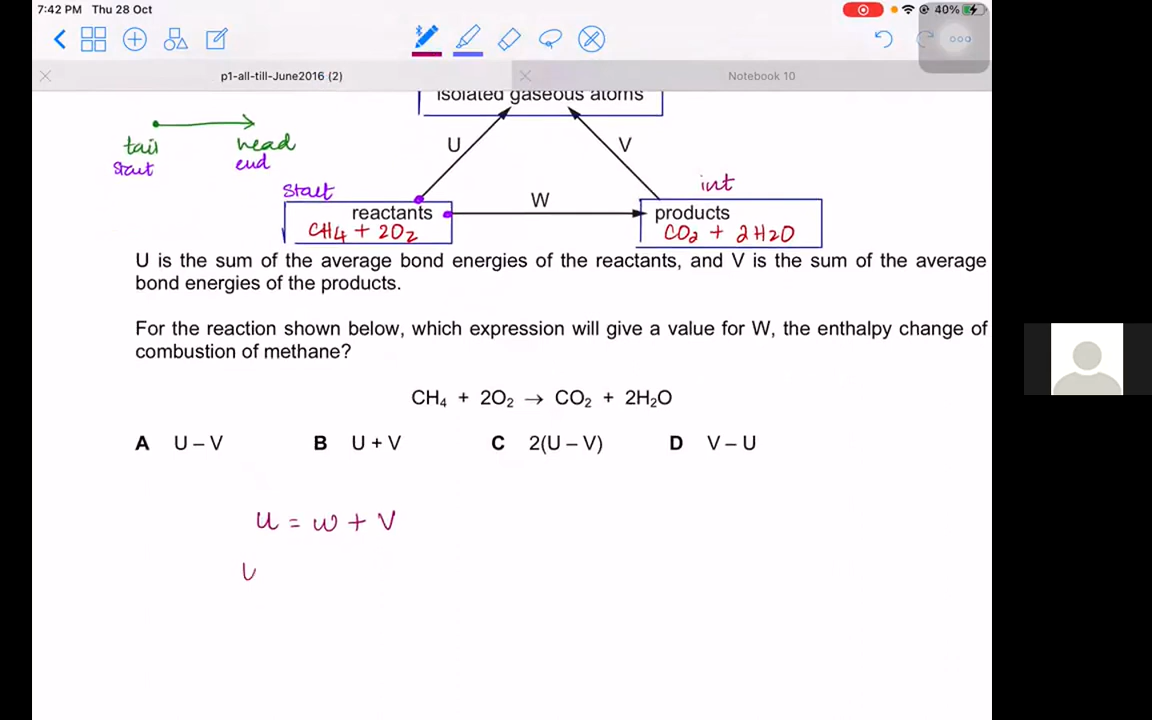 7:42 PM Thu 28 Oct
40%
p1-all-till-June2016 (2)
Notebook 10
isolated gaseous atoms
tail
head
start
end
U
V
start
int
W
reactants
products
CH4 + 2O2
CO2 + 2H2O
U is the sum of the average bond energies of the reactants, and V is the sum of the average
bond energies of the products.
For the reaction shown below, which expression will give a value for W, the enthalpy change of
combustion of methane?
CH₄ + 2O₂ → CO₂ + 2H₂O
A U – V B U + V C 2(U – V) D V – U
U = W + V
U